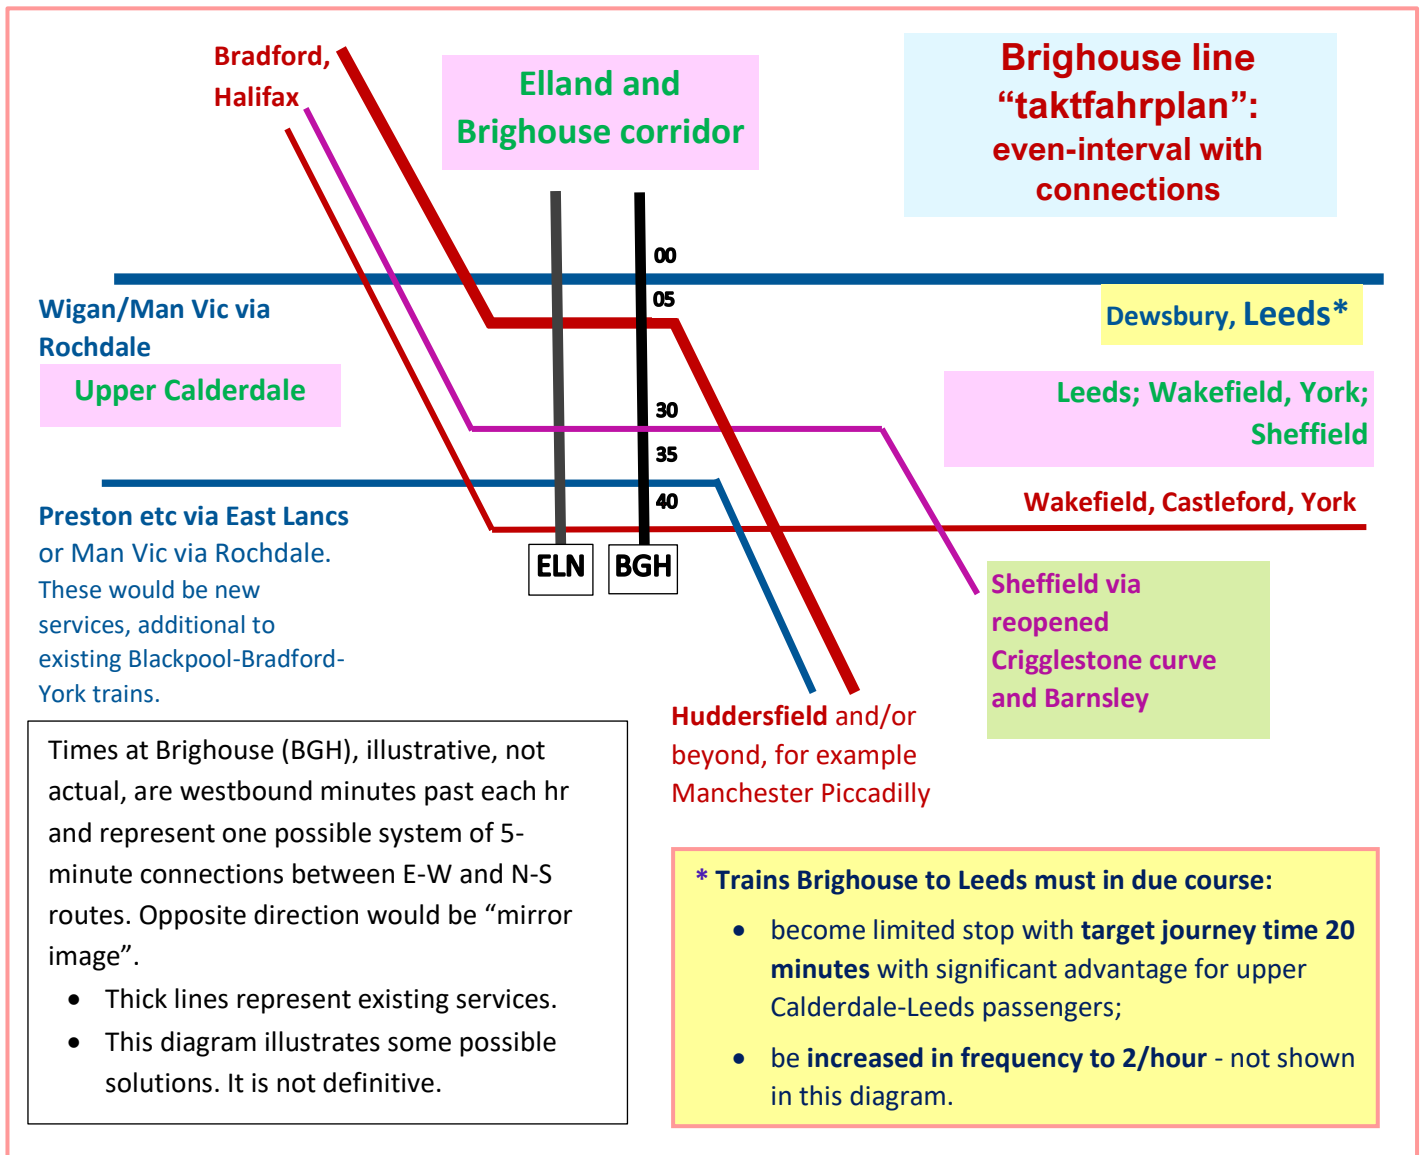 Bradford,
Halifax
Elland and
Brighouse corridor
Brighouse line
“taktfahrplan”:
even-interval with
connections
00
05
Wigan/Man Vic via
Rochdale
Dewsbury, Leeds*
Upper Calderdale
Leeds; Wakefield, York;
Sheffield
30
35
40
Preston etc via East Lancs
or Man Vic via Rochdale.
These would be new
services, additional to
existing Blackpool-Bradford-
York trains.
Wakefield, Castleford, York
ELN
BGH
Sheffield via
reopened
Crigglestone curve
and Barnsley
Huddersfield and/or
beyond, for example
Manchester Piccadilly
Times at Brighouse (BGH), illustrative, not
actual, are westbound minutes past each hr
and represent one possible system of 5-
minute connections between E-W and N-S
routes. Opposite direction would be “mirror
image”.
• Thick lines represent existing services.
• This diagram illustrates some possible
solutions. It is not definitive.
* Trains Brighouse to Leeds must in due course:
• become limited stop with target journey time 20
minutes with significant advantage for upper
Calderdale-Leeds passengers;
• be increased in frequency to 2/hour - not shown
in this diagram.